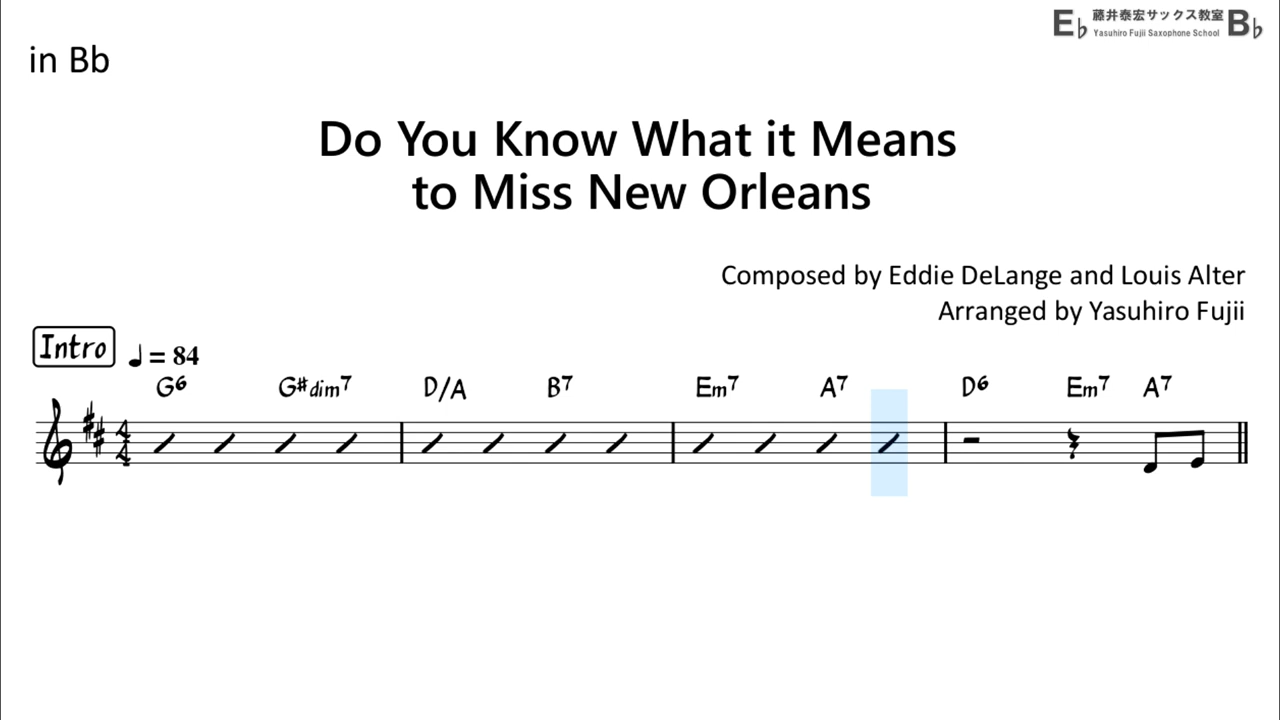 E♭ 藤井泰宏サックス教室 B♭
Yasuhiro Fujii Saxophone School
in Bb
Do You Know What it Means
to Miss New Orleans
Composed by Eddie DeLange and Louis Alter
Arranged by Yasuhiro Fujii
Intro ♩ = 84
G6 G#dim7 D/A B7 Em7 A7 D6 Em7 A7
4
4